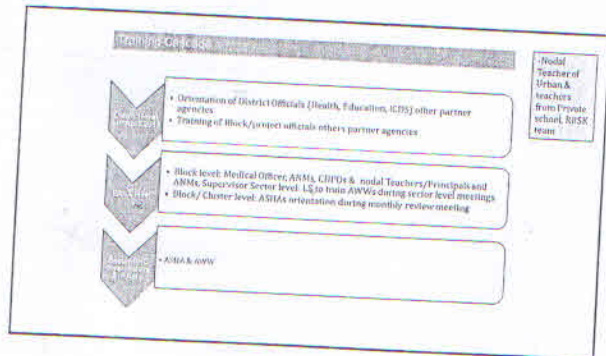 Training Cascade
• Orientation of District Officials (Health, Education, ICDS) other partner
agencies
• Training of Block/project officials others partner agencies
• Block level: Medical Officer, ANMs, CDPOs & nodal Teachers/Principals and
ANMs, Supervisor Sector level: LS to train AWWs during sector level meetings
• Block/ Cluster level: ASHAs orientation during monthly review meeting
• ASHA & AWW
-Nodal
Teacher of
Urban &
teachers
from Private
school, RBSK
team